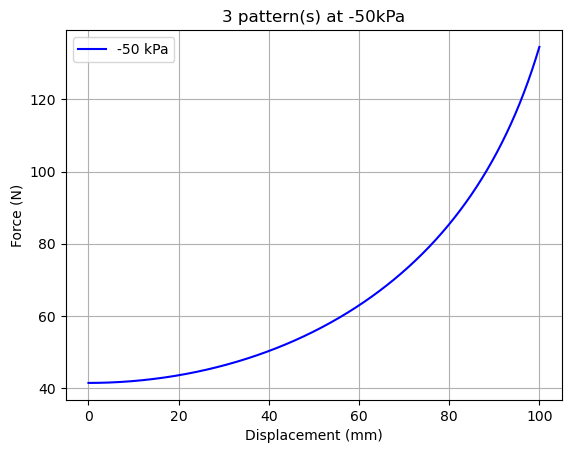 3 pattern(s) at -50kPa
-50 kPa
Force (N)
120
100
80
60
40
0 20 40 60 80 100
Displacement (mm)